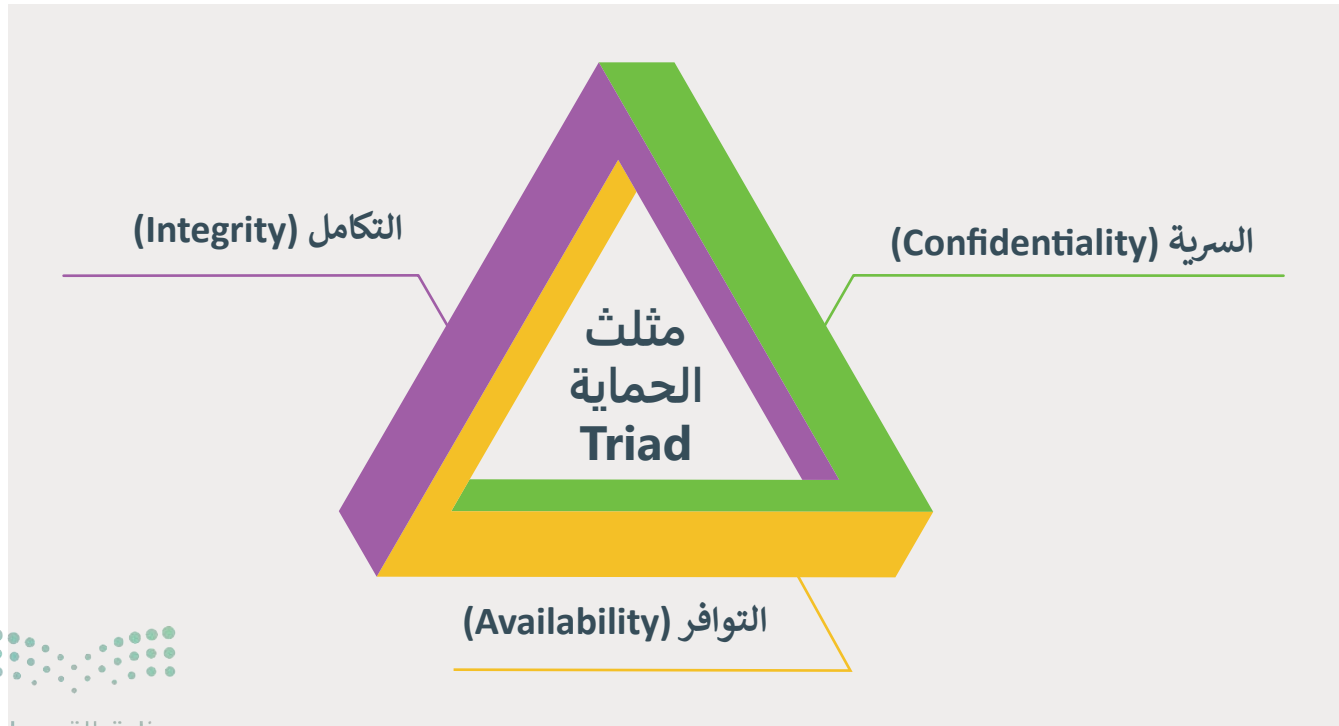 السرية (Confidentiality)
التكامل (Integrity)
مثلث
الحماية
Triad
التوافر (Availability)